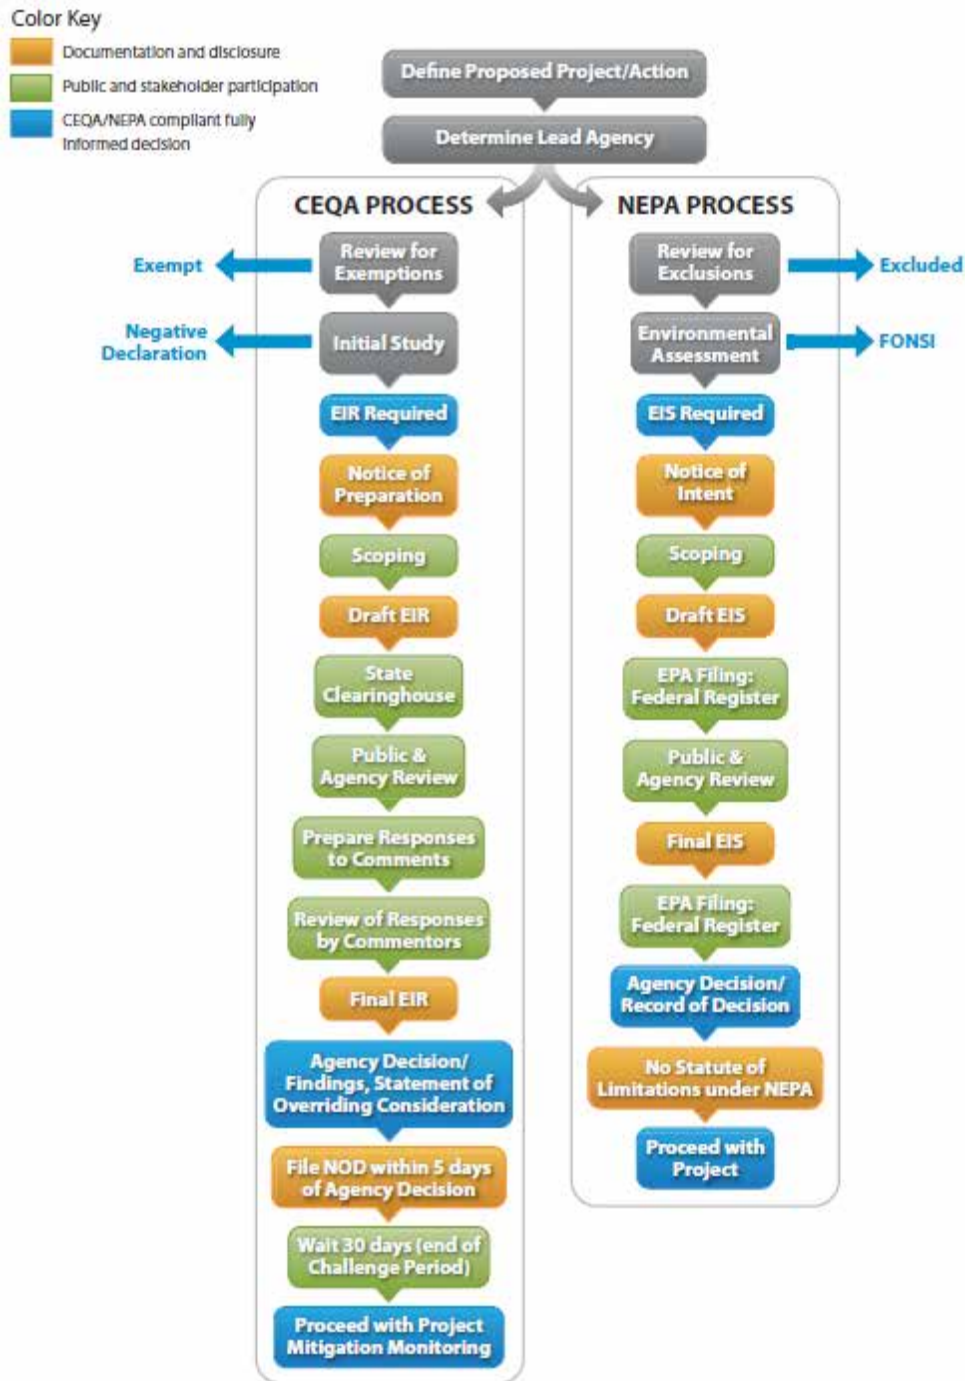 Color Key
Documentation and disclosure
Public and stakeholder participation
CEQA/NEPA compliant fully
informed decision
Define Proposed Project/Action
Determine Lead Agency
CEQA PROCESS
Review for
Exemptions
Exempt
Initial Study
Negative
Declaration
EIR Required
Notice of
Preparation
Scoping
Draft EIR
State
Clearinghouse
Public &
Agency Review
Prepare Responses
to Comments
Review of Responses
by Commentors
Final EIR
Agency Decision/
Findings, Statement of
Overriding Consideration
File NOD within 5 days
of Agency Decision
Wait 30 days (end of
Challenge Period)
Proceed with Project
Mitigation Monitoring
NEPA PROCESS
Review for
Exclusions
Excluded
Environmental
Assessment
FONSI
EIS Required
Notice of
Intent
Scoping
Draft EIS
EPA Filing:
Federal Register
Public &
Agency Review
Final EIS
EPA Filing:
Federal Register
Agency Decision/
Record of Decision
No Statute of
Limitations under NEPA
Proceed with
Project